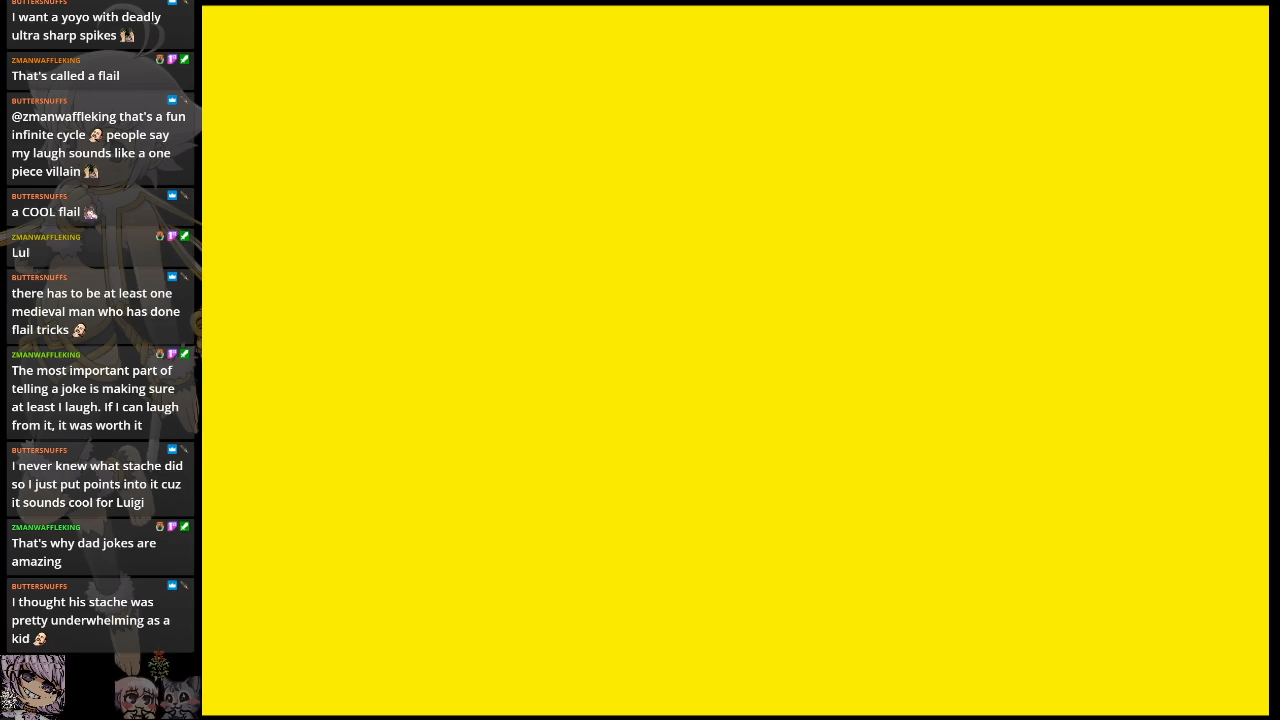 BUTTERSNUFFS
I want a yoyo with deadly
ultra sharp spikes
ZMANWAFFLEKING
That's called a flail
BUTTERSNUFFS
@zmanwaffleking that's a fun
infinite cycle people say
my laugh sounds like a one
piece villain
BUTTERSNUFFS
a COOL flail
ZMANWAFFLEKING
Lul
BUTTERSNUFFS
there has to be at least one
medieval man who has done
flail tricks
ZMANWAFFLEKING
The most important part of
telling a joke is making sure
at least I laugh. If I can laugh
from it, it was worth it
BUTTERSNUFFS
I never knew what stache did
so I just put points into it cuz
it sounds cool for Luigi
ZMANWAFFLEKING
That's why dad jokes are
amazing
BUTTERSNUFFS
I thought his stache was
pretty underwhelming as a
kid